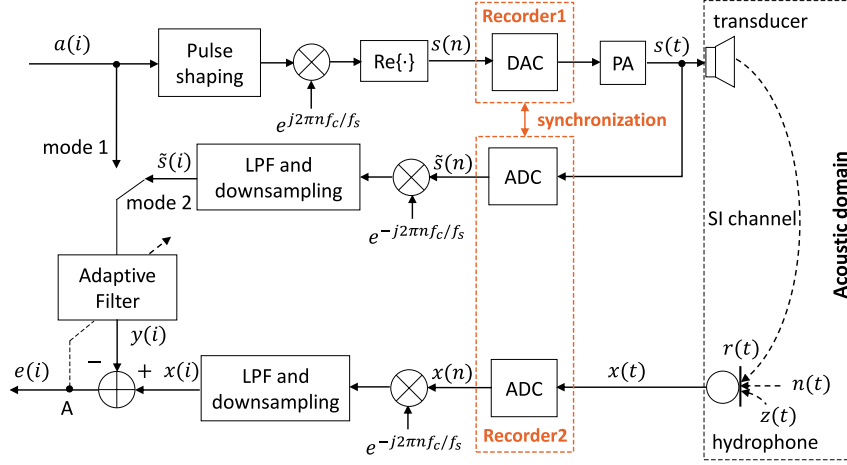 Recorder1
transducer
a(i)
Pulse
shaping
Re{·}
s(n)
DAC
PA
s(t)
e^{j2πnf_c/f_s}
synchronization
mode 1
s̃(i)
LPF and
downsampling
s̃(n)
ADC
mode 2
e^{-j2πnf_c/f_s}
SI channel
Acoustic domain
Adaptive
Filter
y(i)
r(t)
e(i)
−
+
x(i)
LPF and
downsampling
x(n)
ADC
x(t)
n(t)
z(t)
A
e^{-j2πnf_c/f_s}
Recorder2
hydrophone